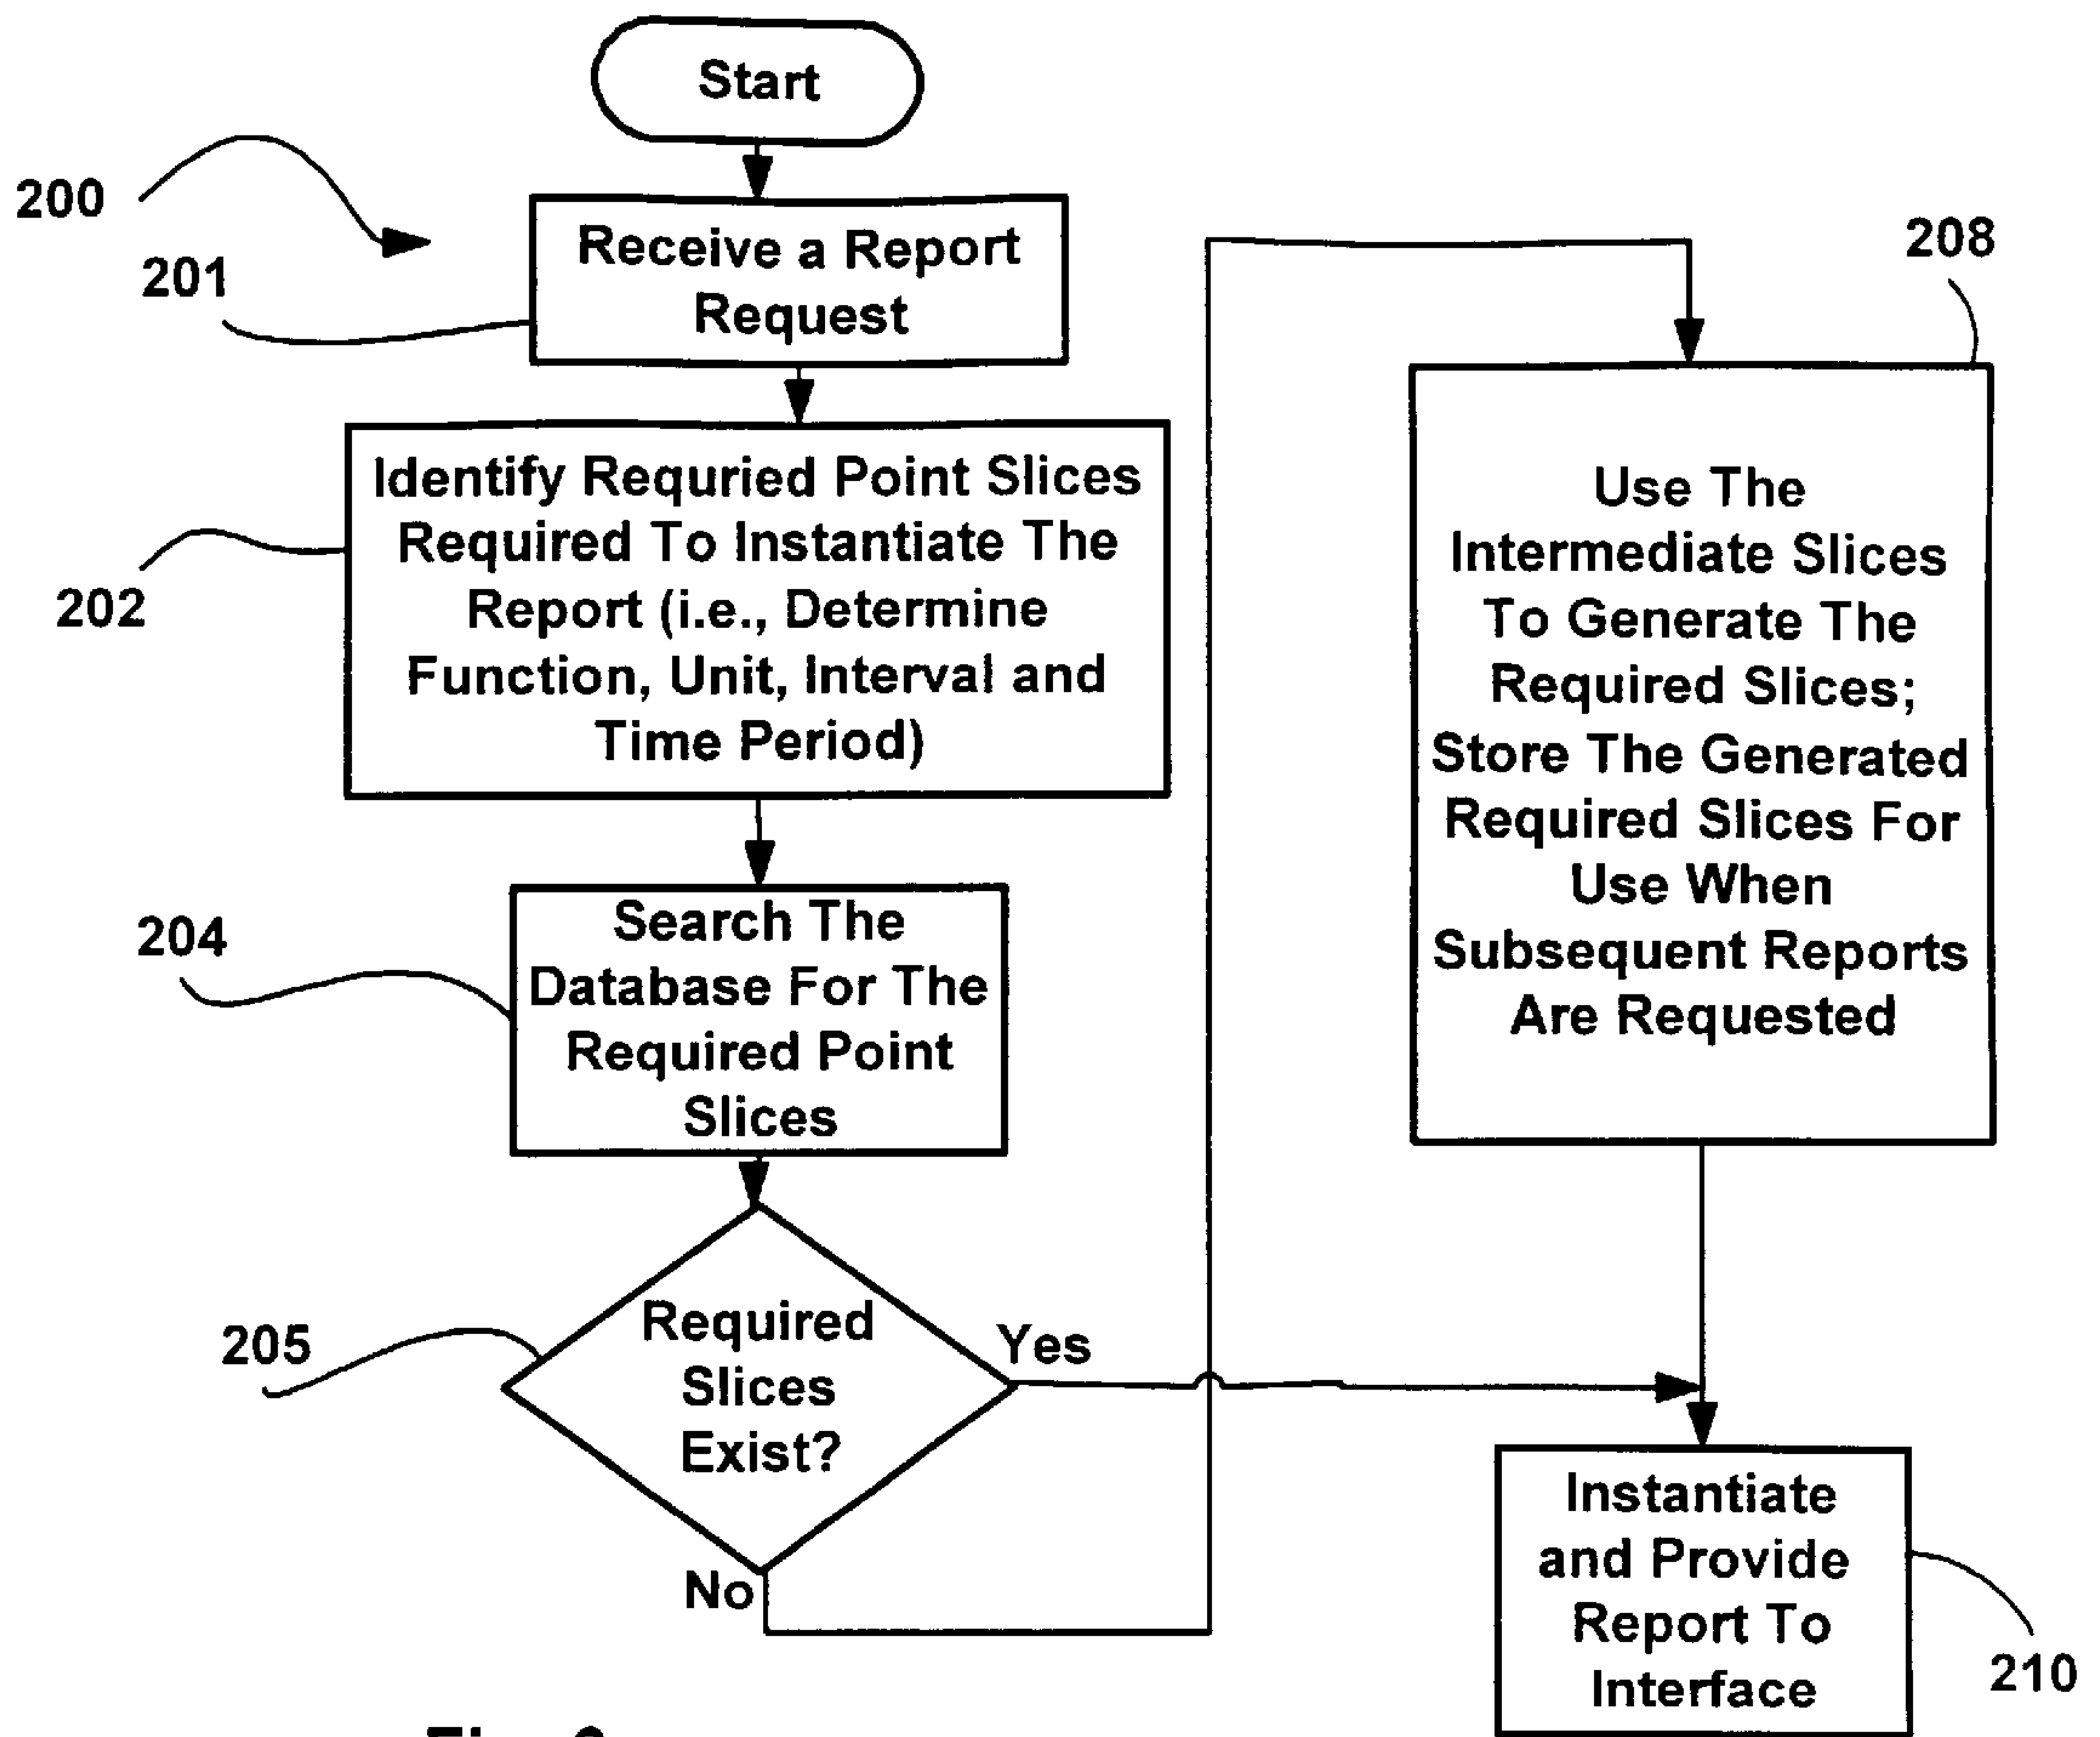 Start
200
201
Receive a Report
Request
202
Identify Requried Point Slices
Required To Instantiate The
Report (i.e., Determine
Function, Unit, Interval and
Time Period)
204
Search The
Database For The
Required Point
Slices
205
Required
Slices
Exist?
Yes
No
208
Use The
Intermediate Slices
To Generate The
Required Slices;
Store The Generated
Required Slices For
Use When
Subsequent Reports
Are Requested
Instantiate
and Provide
Report To
Interface
210